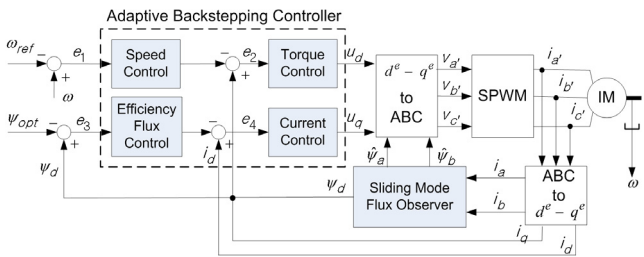 Adaptive Backstepping Controller
ω_ref
−
+
e_1
ω
Speed
Control
−
+
e_2
Torque
Control
u_d
d^e − q^e
to
ABC
v_a'
v_b'
v_c'
SPWM
i_a'
i_b'
i_c'
IM
ψ_opt
−
+
e_3
Efficiency
Flux
Control
−
+
e_4
i_d
Current
Control
u_q
ψ̂_a
ψ̂_b
ψ_d
ψ_d
Sliding Mode
Flux Observer
i_a
i_b
ABC
to
d^e − q^e
i_q
i_d
ω